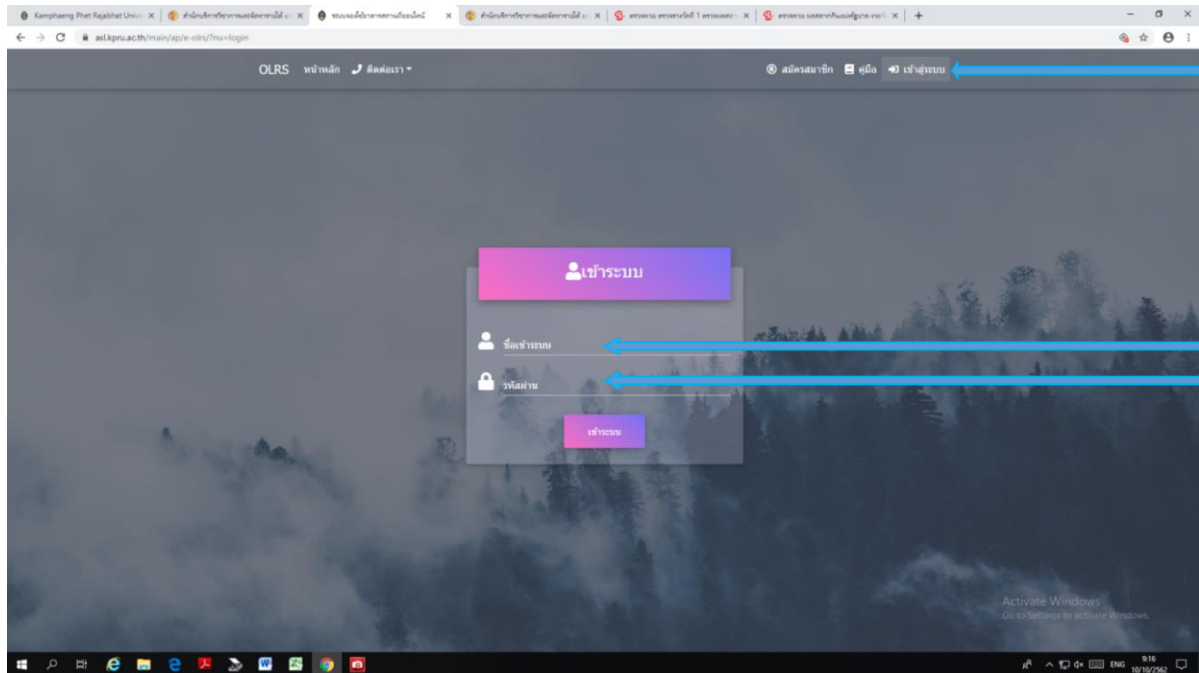 Kamphaeng Phet Rajabhat Univer
asl.kpru.ac.th/main/ap/e-olrs/?nu=login
OLRS หน้าหลัก ติดต่อเรา สมัครสมาชิก คู่มือ เข้าสู่ระบบ
เข้าระบบ
ชื่อเข้าระบบ
รหัสผ่าน
เข้าระบบ
Activate Windows
Go to Settings to activate Windows.
ENG 9:16
10/10/2562